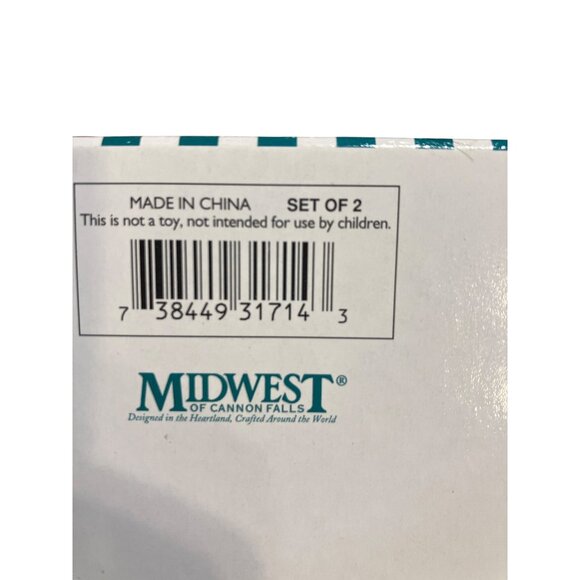 MADE IN CHINA SET OF 2
This is not a toy, not intended for use by children.
7 38449 31714 3
MIDWEST®
OF CANNON FALLS
Designed in the Heartland, Crafted Around the World